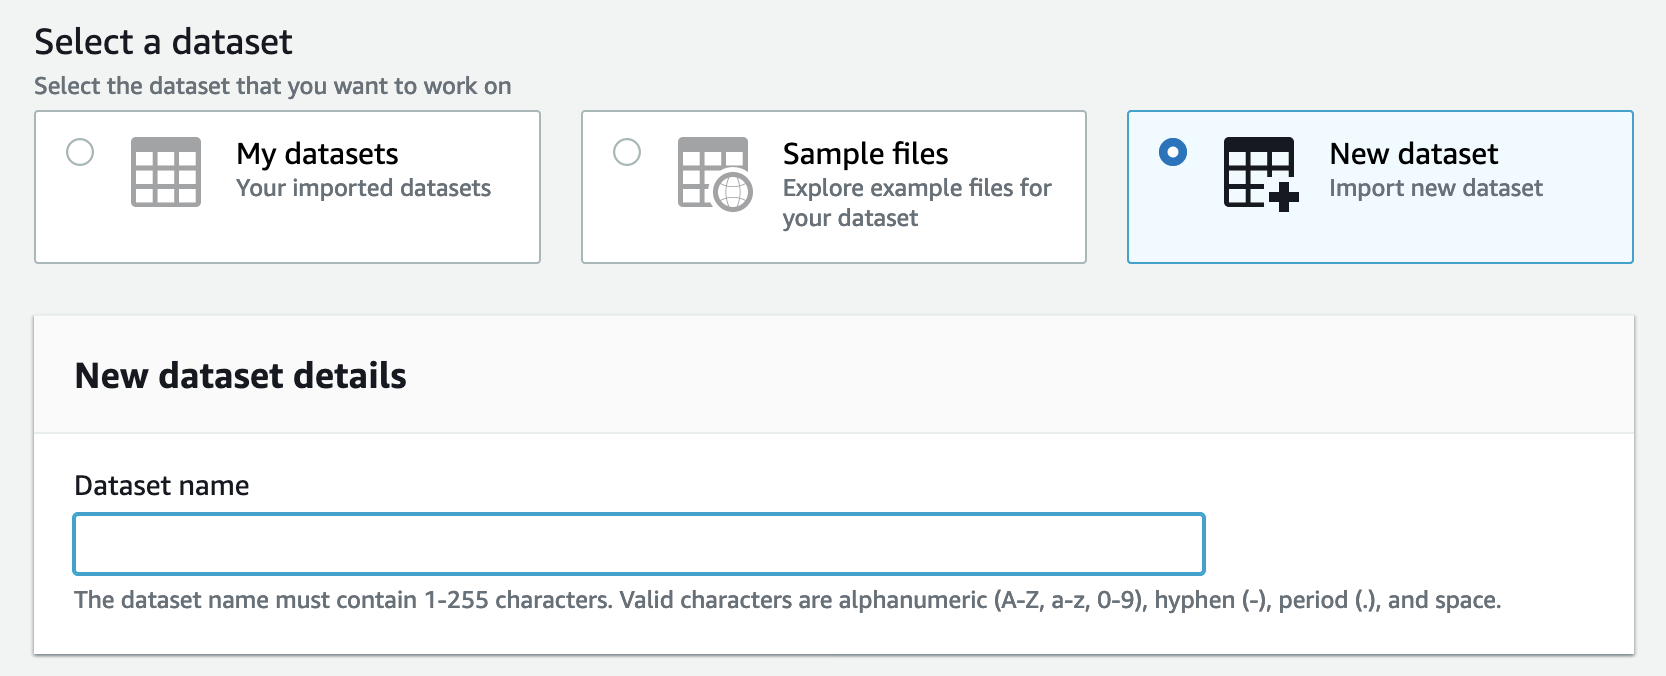 Select a dataset
Select the dataset that you want to work on
My datasets
Your imported datasets
Sample files
Explore example files for
your dataset
New dataset
Import new dataset
New dataset details
Dataset name
The dataset name must contain 1-255 characters. Valid characters are alphanumeric (A-Z, a-z, 0-9), hyphen (-), period (.), and space.